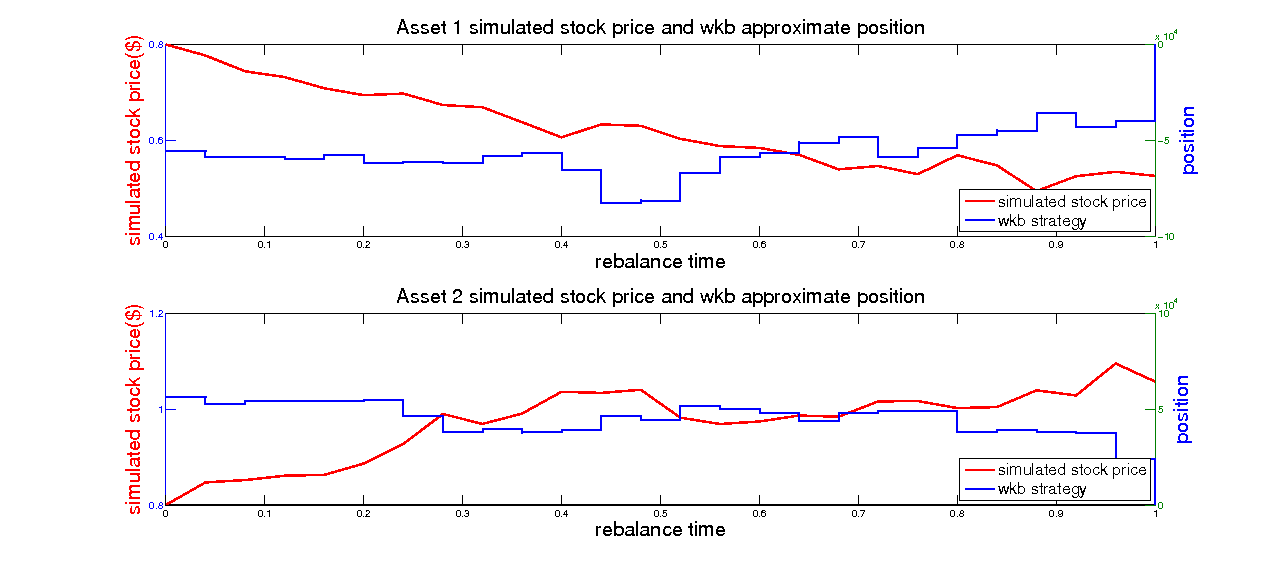 Asset 1 simulated stock price and wkb approximate position
x 10^4
simulated stock price($)
0.8
0.6
0.4
0
−5
−10
position
simulated stock price
wkb strategy
0 0.1 0.2 0.3 0.4 0.5 0.6 0.7 0.8 0.9 1
rebalance time
Asset 2 simulated stock price and wkb approximate position
x 10^4
simulated stock price($)
1.2
1
0.8
10
5
0
position
simulated stock price
wkb strategy
0 0.1 0.2 0.3 0.4 0.5 0.6 0.7 0.8 0.9 1
rebalance time